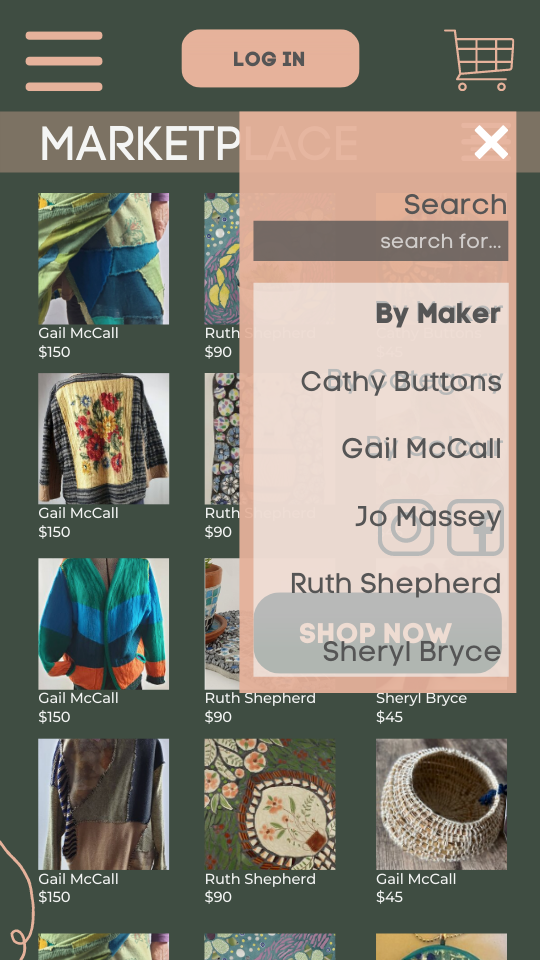 LOG IN
MARKETPLACE
Search
search for...
By Maker
By Category
Cathy Buttons
Gail McCall
Jo Massey
Ruth Shepherd
SHOP NOW
Sheryl Bryce
Gail McCall
$150
Ruth Shepherd
$90
Gail McCall
$150
Ruth Shepherd
$90
Gail McCall
$150
Ruth Shepherd
$90
Sheryl Bryce
$45
Gail McCall
$150
Ruth Shepherd
$90
Gail McCall
$45